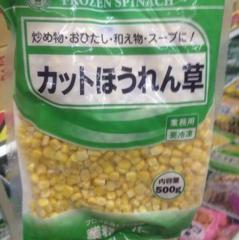 FROZEN SPINACH
炒め物・おひたし・和え物・スープに！
カットほうれん草
業務用
要冷凍
内容量
500g